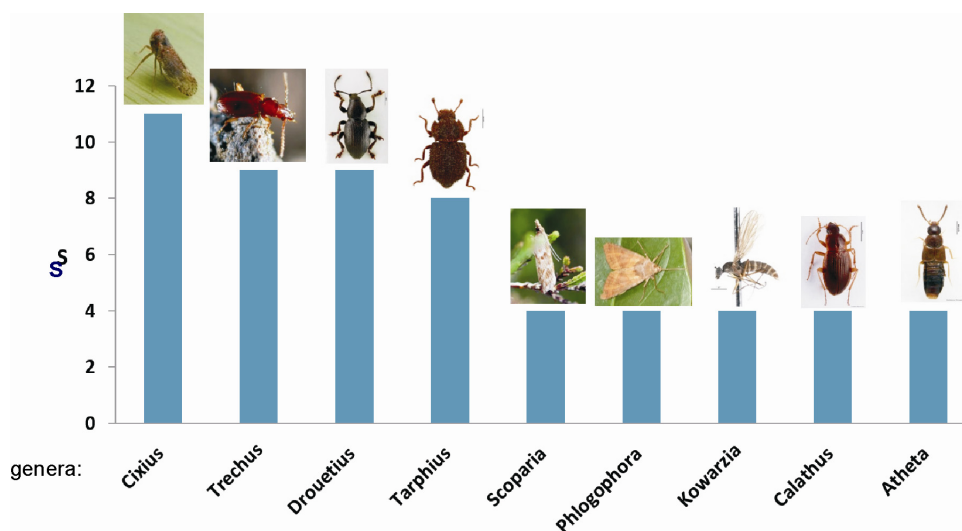 12
10
8
6
4
2
0
S
S
genera:
Cixius
Trechus
Drouetius
Tarphius
Scoparia
Phlogophora
Kowarzia
Calathus
Atheta